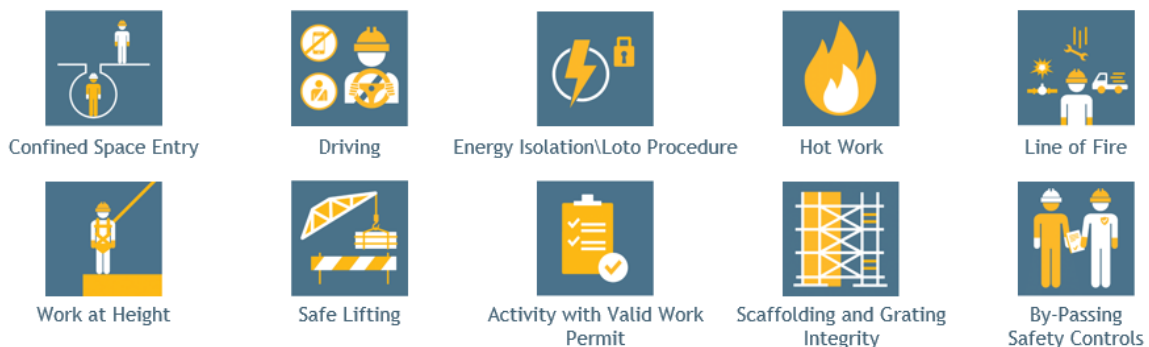 Confined Space Entry
Driving
Energy Isolation\Loto Procedure
Hot Work
Line of Fire
Work at Height
Safe Lifting
Activity with Valid Work
Permit
Scaffolding and Grating
Integrity
By-Passing
Safety Controls